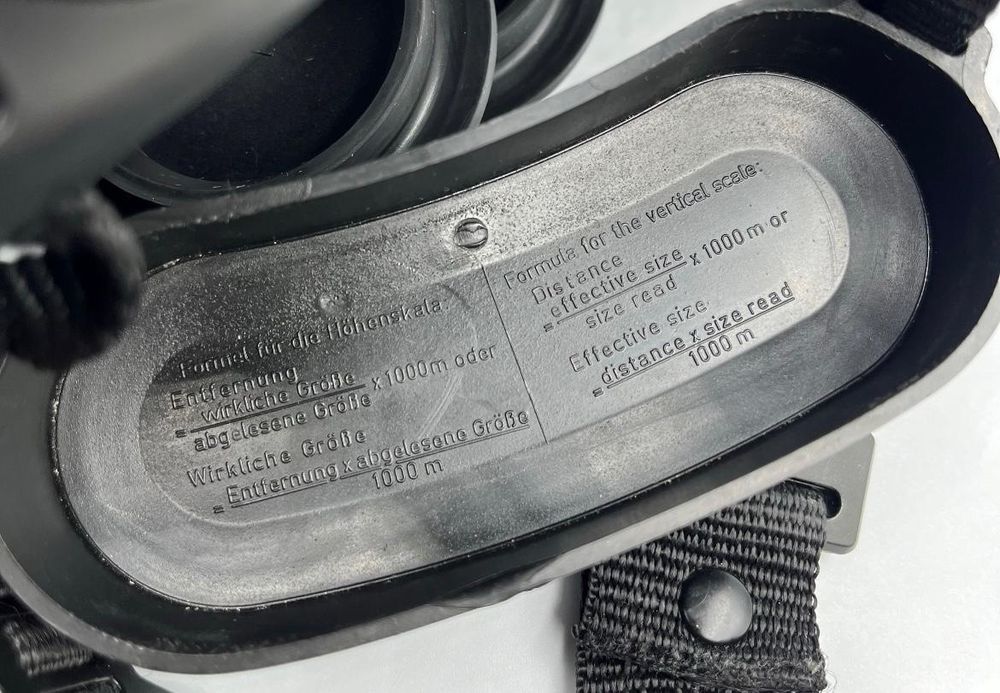 Formel für die Höhenskala
Entfernung
= wirkliche Größe x 1000 m oder
abgelesene Größe
Wirkliche Größe
= Entfernung x abgelesene Größe
1000 m
Formula for the vertical scale:
Distance
= effective size x 1000 m or
size read
Effective size
= distance x size read
1000 m